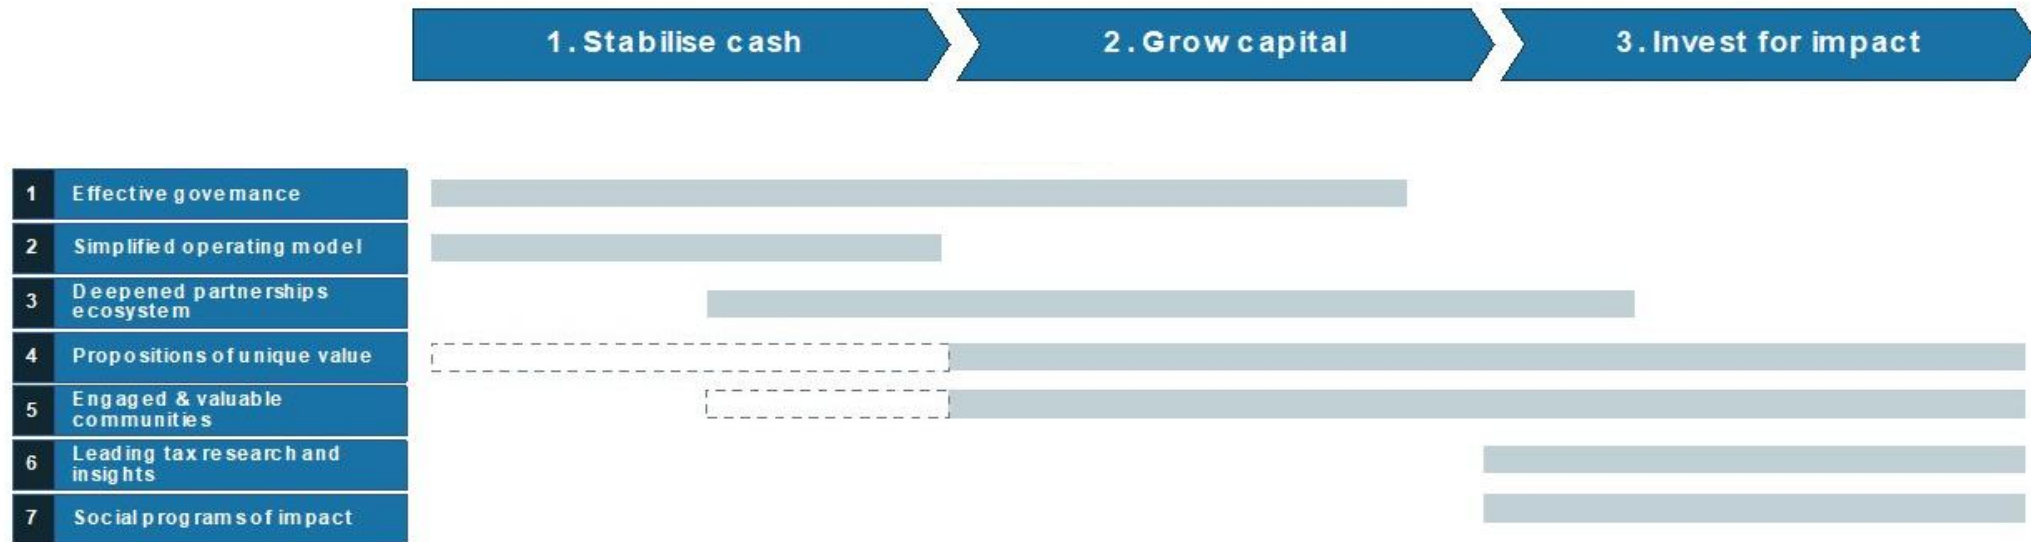 1. Stabilise cash
2. Grow capital
3. Invest for impact
1 Effective governance
2 Simplified operating model
3 Deepened partnerships
ecosystem
4 Propositions of unique value
5 Engaged & valuable
communities
6 Leading tax research and
insights
7 Social programs of impact